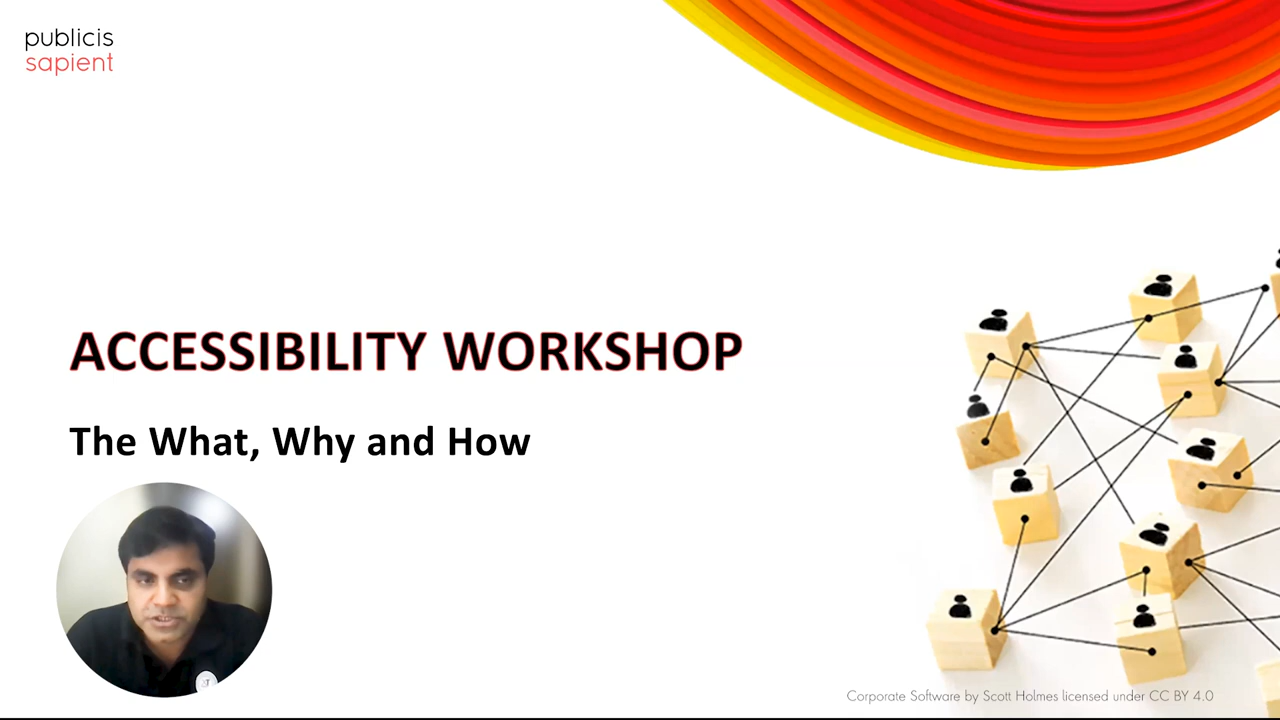 publicis
sapient
ACCESSIBILITY WORKSHOP
The What, Why and How
Corporate Software by Scott Holmes licensed under CC BY 4.0